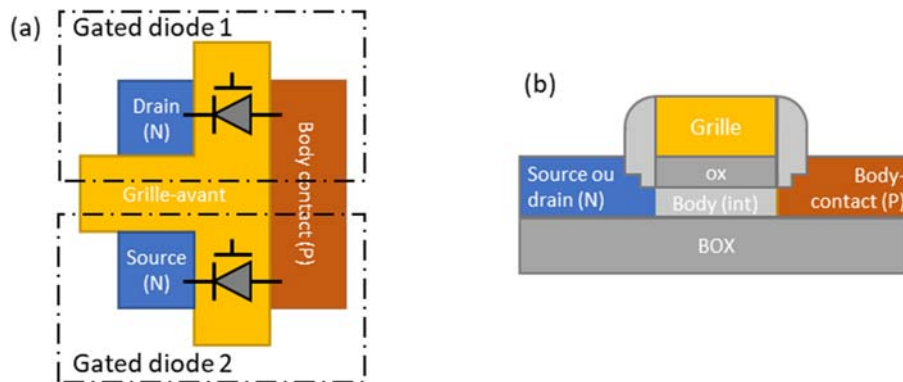 (a)
Gated diode 1
Drain
(N)
Grille-avant
Body contact (P)
Source
(N)
Gated diode 2
(b)
Grille
ox
Source ou
drain (N)
Body (int)
Body-
contact (P)
BOX